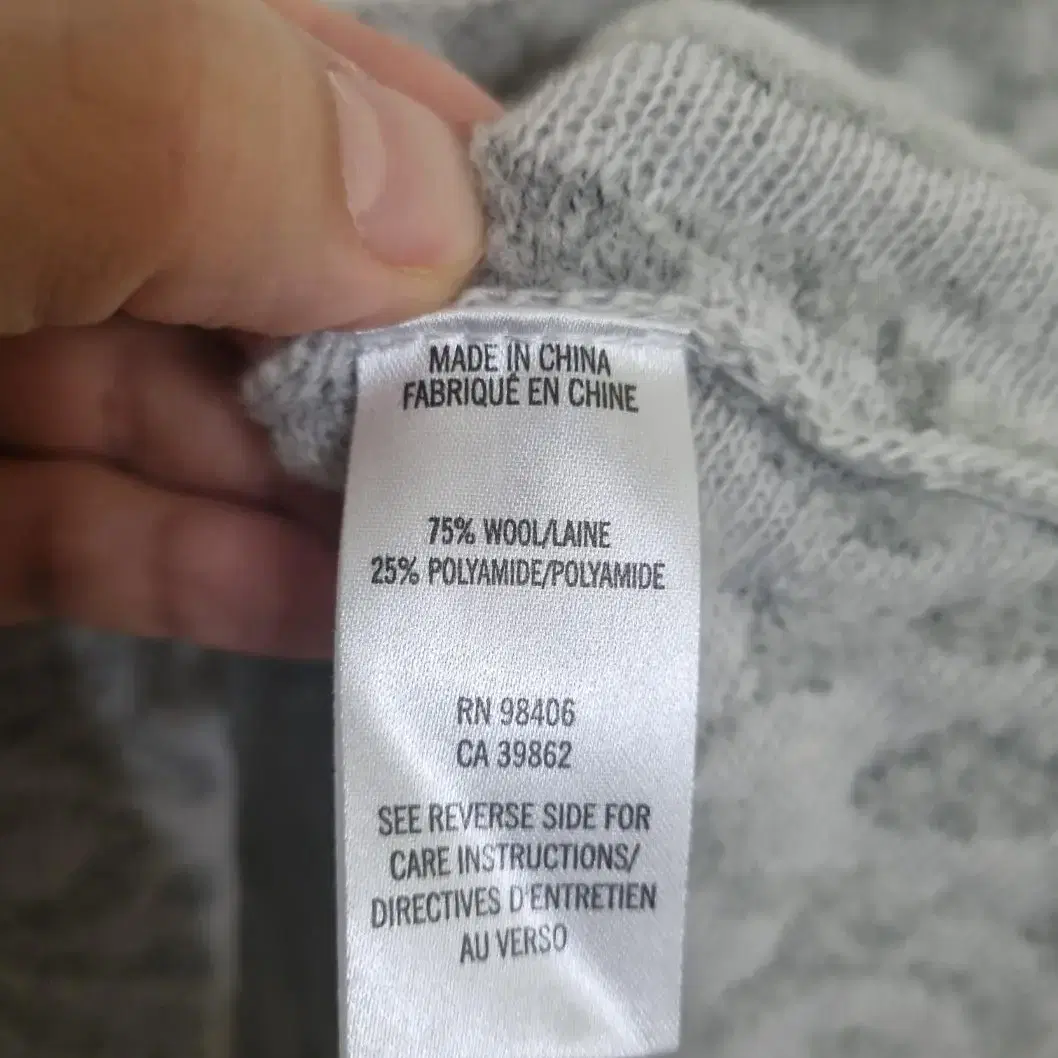 MADE IN CHINA
FABRIQUÉ EN CHINE
75% WOOL/LAINE
25% POLYAMIDE/POLYAMIDE
RN 98406
CA 39862
SEE REVERSE SIDE FOR
CARE INSTRUCTIONS/
DIRECTIVES D'ENTRETIEN
AU VERSO